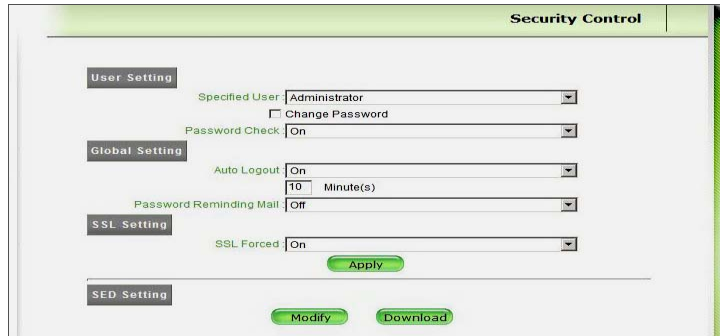 Security Control
User Setting
Specified User : Administrator
Change Password
Password Check : On
Global Setting
Auto Logout : On
10 Minute(s)
Password Reminding Mail : Off
SSL Setting
SSL Forced : On
Apply
SED Setting
Modify Download